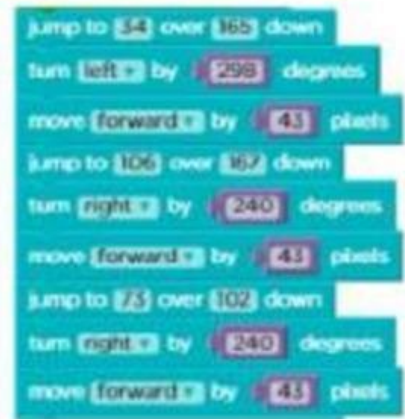 jump to 34 over 165 down
turn left by 298 degrees
move forward by 43 pixels
jump to 106 over 167 down
turn right by 240 degrees
move forward by 43 pixels
jump to 73 over 102 down
turn right by 240 degrees
move forward by 43 pixels